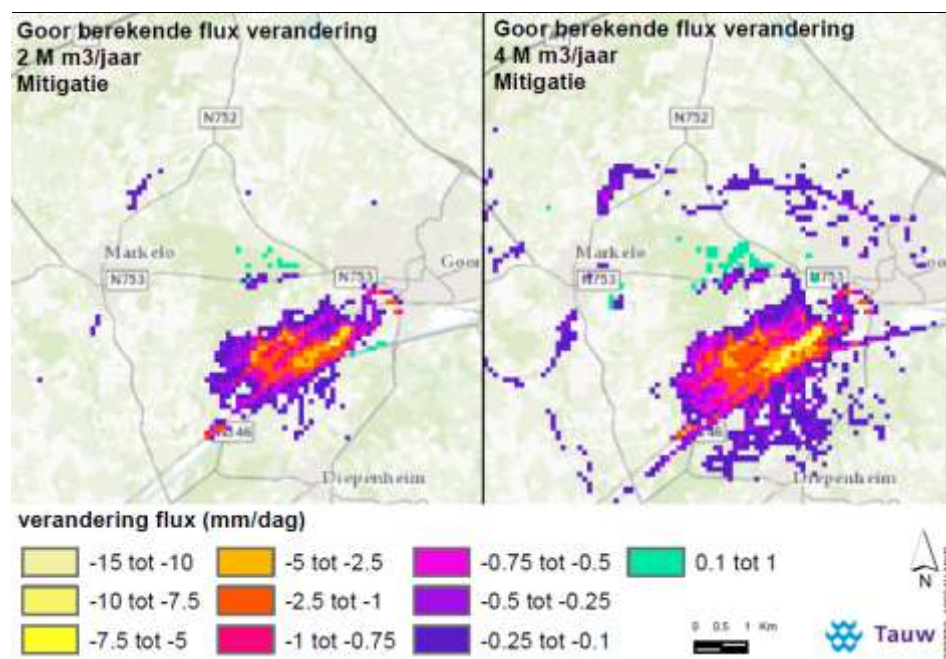 Goor berekende flux verandering
2 M m3/jaar
Mitigatie
N752
Markelo
N753
N753
Goor
Diepenheim
Goor berekende flux verandering
4 M m3/jaar
Mitigatie
N752
Markelo
N753
Diepenheim
verandering flux (mm/dag)
-15 tot -10
-10 tot -7.5
-7.5 tot -5
-5 tot -2.5
-2.5 tot -1
-1 tot -0.75
-0.75 tot -0.5
-0.5 tot -0.25
-0.25 tot -0.1
0.1 tot 1
0 0.5 1 Km
N
Tauw